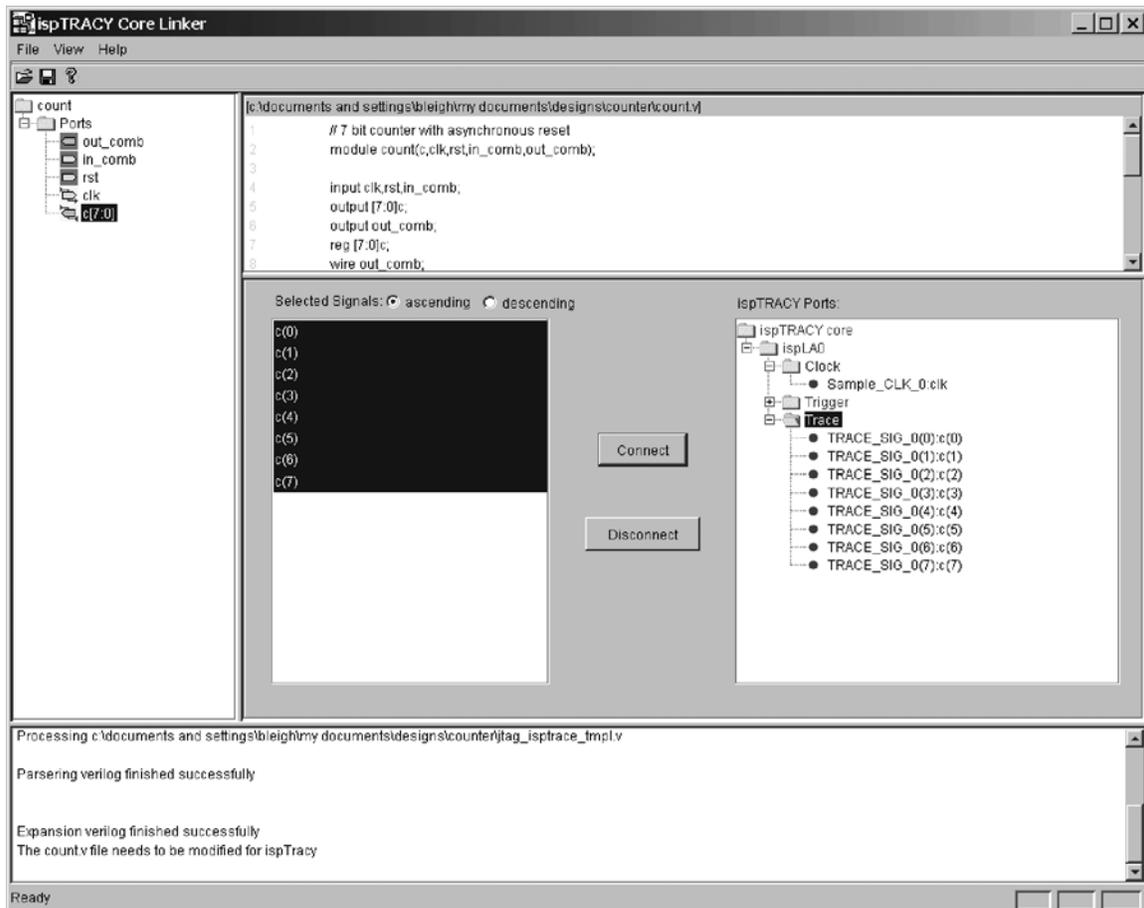 ispTRACY Core Linker
File View Help
count
Ports
out_comb
in_comb
rst
clk
c[7:0]
[c:\documents and settings\bleigh\my documents\designs\counter\count.v]
1 // 7 bit counter with asynchronous reset
2 module count(c,clk,rst,in_comb,out_comb);
3
4 input clk,rst,in_comb;
5 output [7:0]c;
6 output out_comb;
7 reg [7:0]c;
8 wire out_comb;
Selected Signals: ascending descending
c(0)
c(1)
c(2)
c(3)
c(4)
c(5)
c(6)
c(7)
Connect
Disconnect
ispTRACY Ports:
ispTRACY core
ispLA0
Clock
Sample_CLK_0:clk
Trigger
Trace
TRACE_SIG_0(0):c(0)
TRACE_SIG_0(1):c(1)
TRACE_SIG_0(2):c(2)
TRACE_SIG_0(3):c(3)
TRACE_SIG_0(4):c(4)
TRACE_SIG_0(5):c(5)
TRACE_SIG_0(6):c(6)
TRACE_SIG_0(7):c(7)
Processing c:\documents and settings\bleigh\my documents\designs\counter\jtag_isptrace_tmpl.v
Parsering verilog finished successfully
Expansion verilog finished successfully
The count.v file needs to be modified for ispTracy
Ready